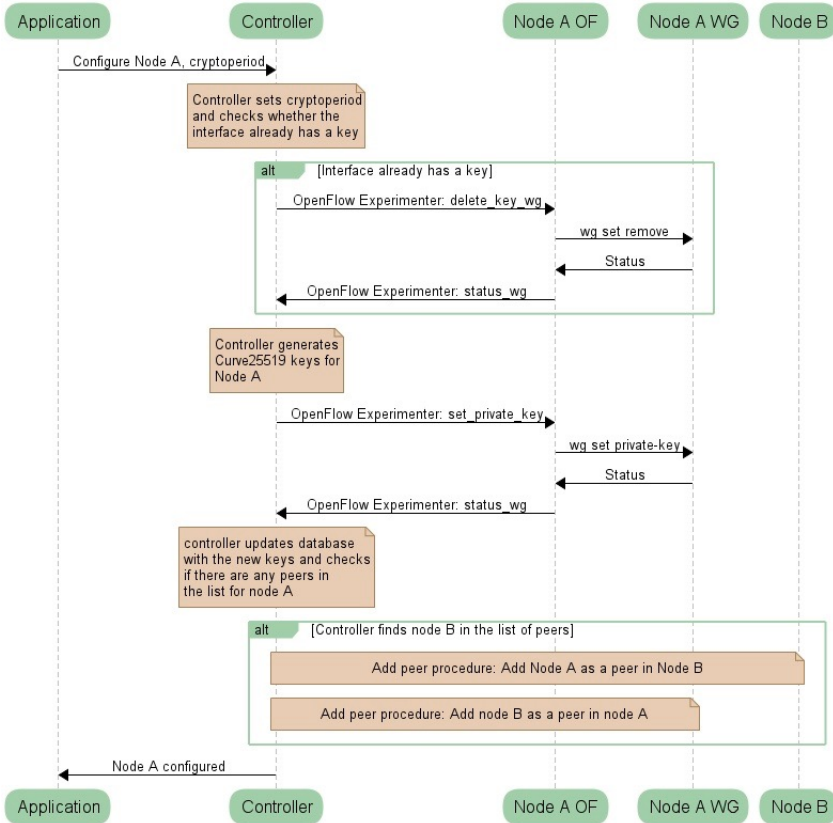 Application Controller Node A OF Node A WG Node B
Configure Node A, cryptoperiod
Controller sets cryptoperiod
and checks whether the
interface already has a key
alt [Interface already has a key]
OpenFlow Experimenter: delete_key_wg
wg set remove
Status
OpenFlow Experimenter: status_wg
Controller generates
Curve25519 keys for
Node A
OpenFlow Experimenter: set_private_key
wg set private-key
Status
OpenFlow Experimenter: status_wg
controller updates database
with the new keys and checks
if there are any peers in
the list for node A
alt [Controller finds node B in the list of peers]
Add peer procedure: Add Node A as a peer in Node B
Add peer procedure: Add node B as a peer in node A
Node A configured
Application Controller Node A OF Node A WG Node B